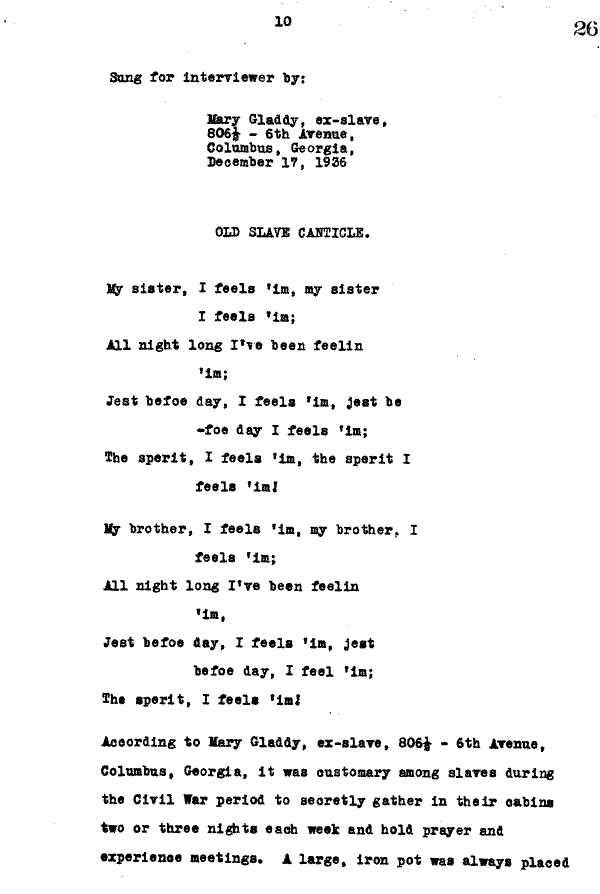 10
26
Sung for interviewer by:
Mary Gladdy, ex-slave,
806½ - 6th Avenue,
Columbus, Georgia,
December 17, 1936
OLD SLAVE CANTICLE.
My sister, I feels 'im, my sister
I feels 'im;
All night long I've been feelin
'im;
Jest befoe day, I feels 'im, jest be
-foe day I feels 'im;
The sperit, I feels 'im, the sperit I
feels 'im!
My brother, I feels 'im, my brother, I
feels 'im;
All night long I've been feelin
'im,
Jest befoe day, I feels 'im, jest
befoe day, I feel 'im;
The sperit, I feels 'im!
According to Mary Gladdy, ex-slave, 806½ - 6th Avenue,
Columbus, Georgia, it was customary among slaves during
the Civil War period to secretly gather in their cabins
two or three nights each week and hold prayer and
experience meetings. A large, iron pot was always placed